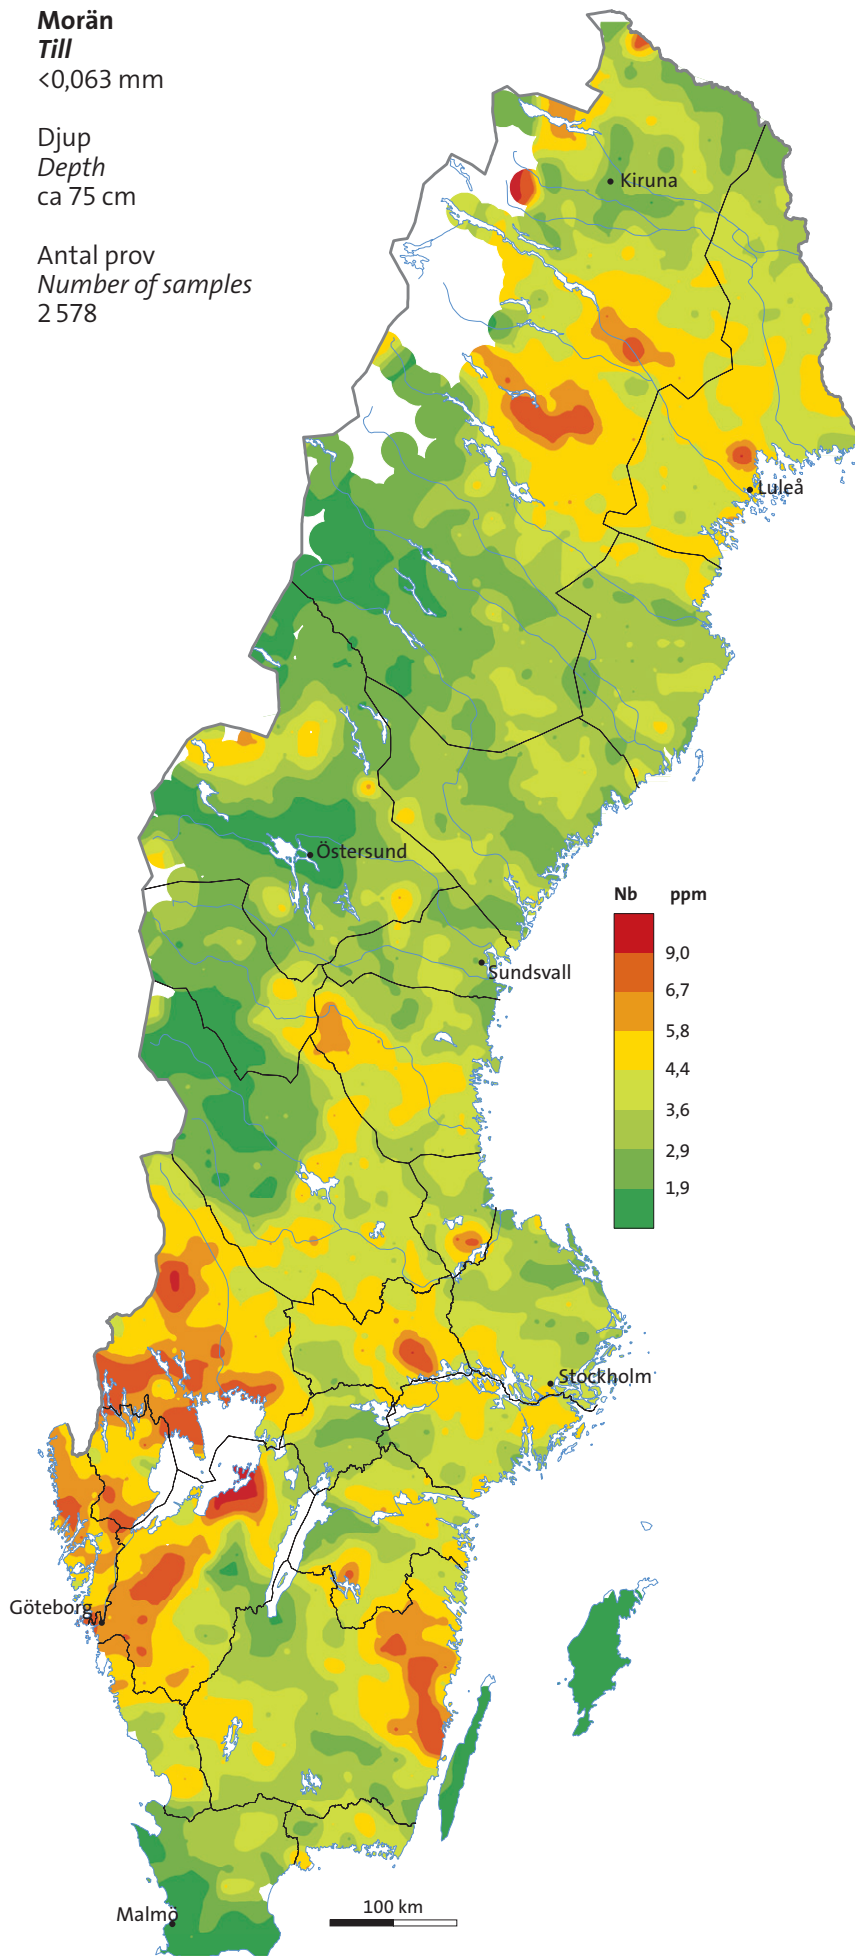 Morän
Till
<0,063 mm
Djup
Depth
ca 75 cm
Antal prov
Number of samples
2 578
Kiruna
Luleå
Östersund
Nb ppm
9,0
6,7
5,8
4,4
3,6
2,9
1,9
Sundsvall
Stockholm
Göteborg
Malmö
100 km